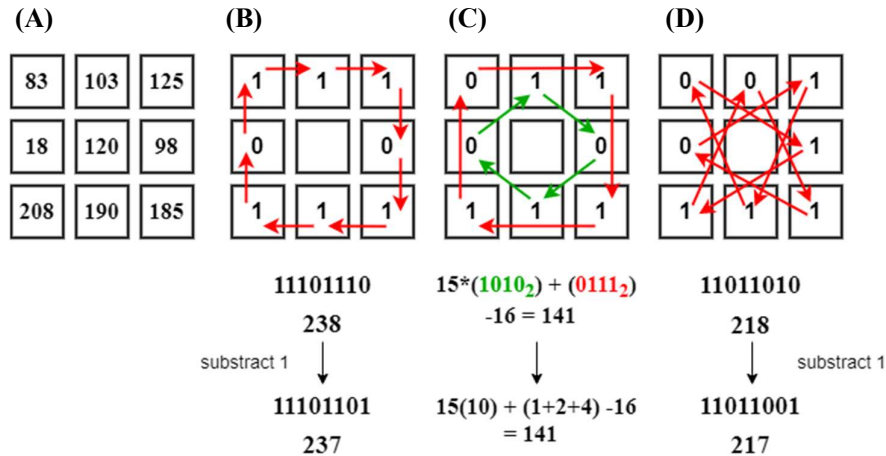 (A) (B) (C) (D)
83 103 125 1 1 1 0 1 1 0 0 1
18 120 98 0 0 0 0 0 1
208 190 185 1 1 1 1 1 1 1 1 1
11101110 15*(1010₂) + (0111₂) 11011010
238 -16 = 141 218
substract 1 substract 1
11101101 15(10) + (1+2+4) -16 11011001
237 = 141 217